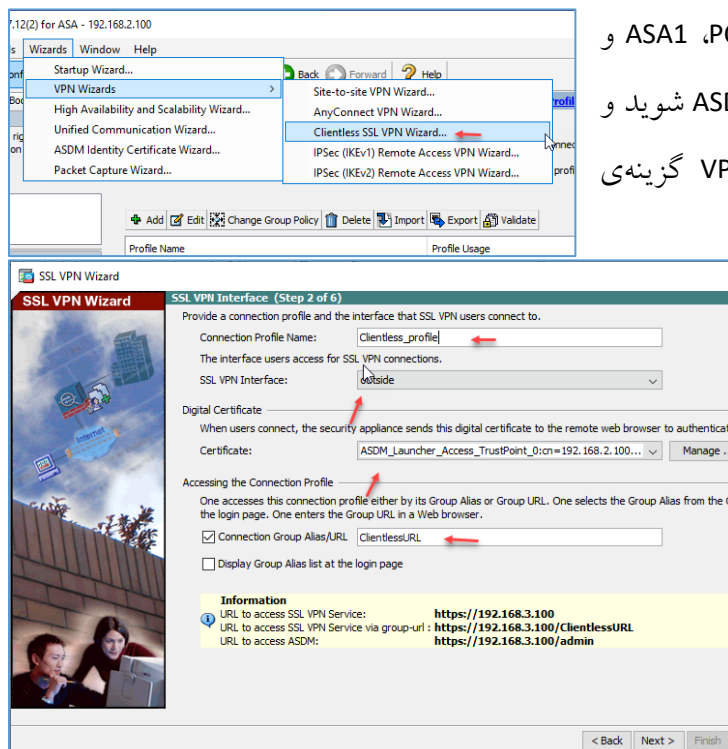 7.12(2) for ASA - 192.168.2.100
Wizards Window Help
Startup Wizard...
VPN Wizards >
High Availability and Scalability Wizard...
Unified Communication Wizard...
ASDM Identity Certificate Wizard...
Packet Capture Wizard...
Back Forward Help
Site-to-site VPN Wizard...
AnyConnect VPN Wizard...
Clientless SSL VPN Wizard...
IPSec (IKEv1) Remote Access VPN Wizard...
IPSec (IKEv2) Remote Access VPN Wizard...
Add Edit Change Group Policy Delete Import Export Validate
Profile Name Profile Usage
ASA1 و
شوید و
گزینه‌ی
SSL VPN Wizard
SSL VPN Wizard
SSL VPN Interface (Step 2 of 6)
Provide a connection profile and the interface that SSL VPN users connect to.
Connection Profile Name: Clientless_profile
The interface users access for SSL VPN connections.
SSL VPN Interface: outside
Digital Certificate
When users connect, the security appliance sends this digital certificate to the remote web browser to
Certificate: ASDM_Launcher_Access_TrustPoint_0:cn=192.168.2.100... Manage ..
Accessing the Connection Profile
One accesses this connection profile either by its Group Alias or Group URL. One selects the Group Alias from the
the login page. One enters the Group URL in a Web browser.
Connection Group Alias/URL ClientlessURL
Display Group Alias list at the login page
Information
URL to access SSL VPN Service: https://192.168.3.100
URL to access SSL VPN Service via group-url : https://192.168.3.100/ClientlessURL
URL to access ASDM: https://192.168.3.100/admin
< Back Next > Finish